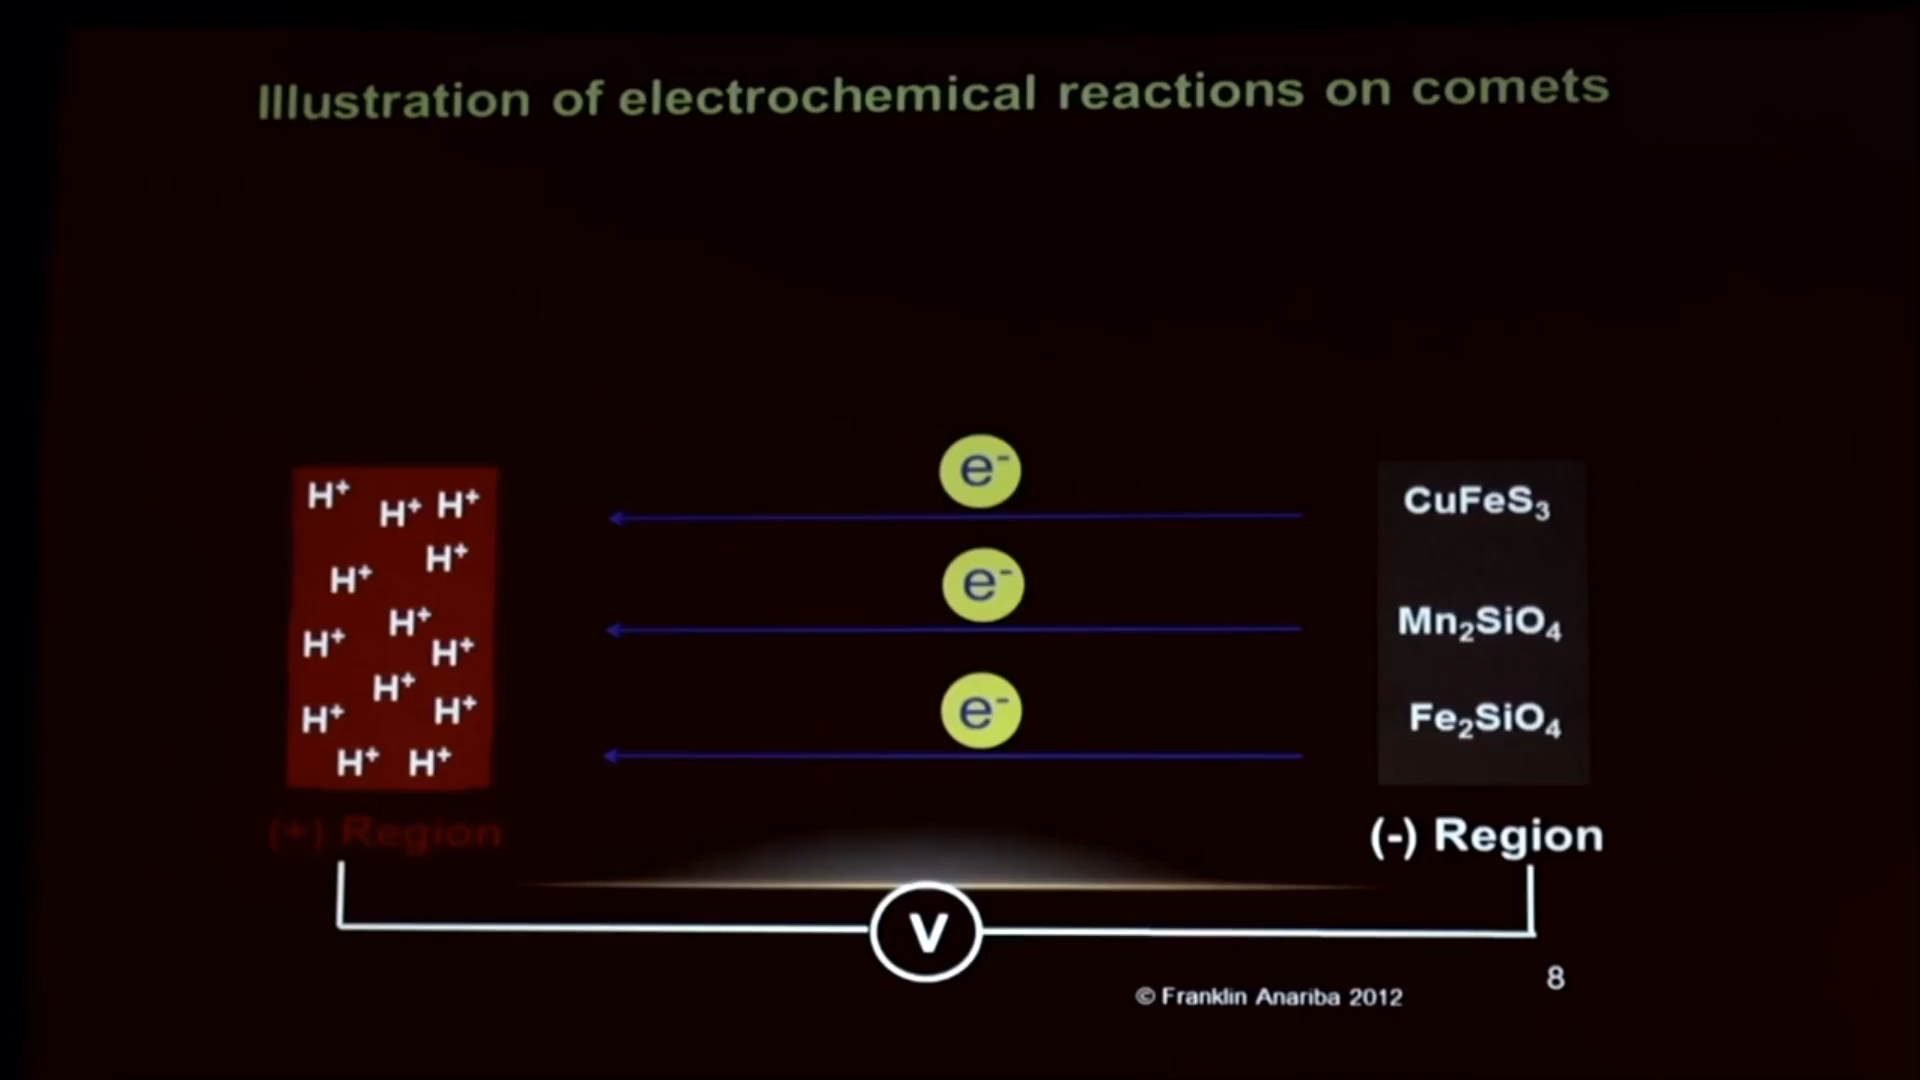 Illustration of electrochemical reactions on comets
e⁻
H⁺ H⁺ H⁺
CuFeS₃
H⁺
H⁺
e⁻
H⁺
H⁺
H⁺
Mn₂SiO₄
H⁺
H⁺
e⁻
H⁺
Fe₂SiO₄
H⁺ H⁺
(+) Region
(-) Region
V
8
© Franklin Anariba 2012